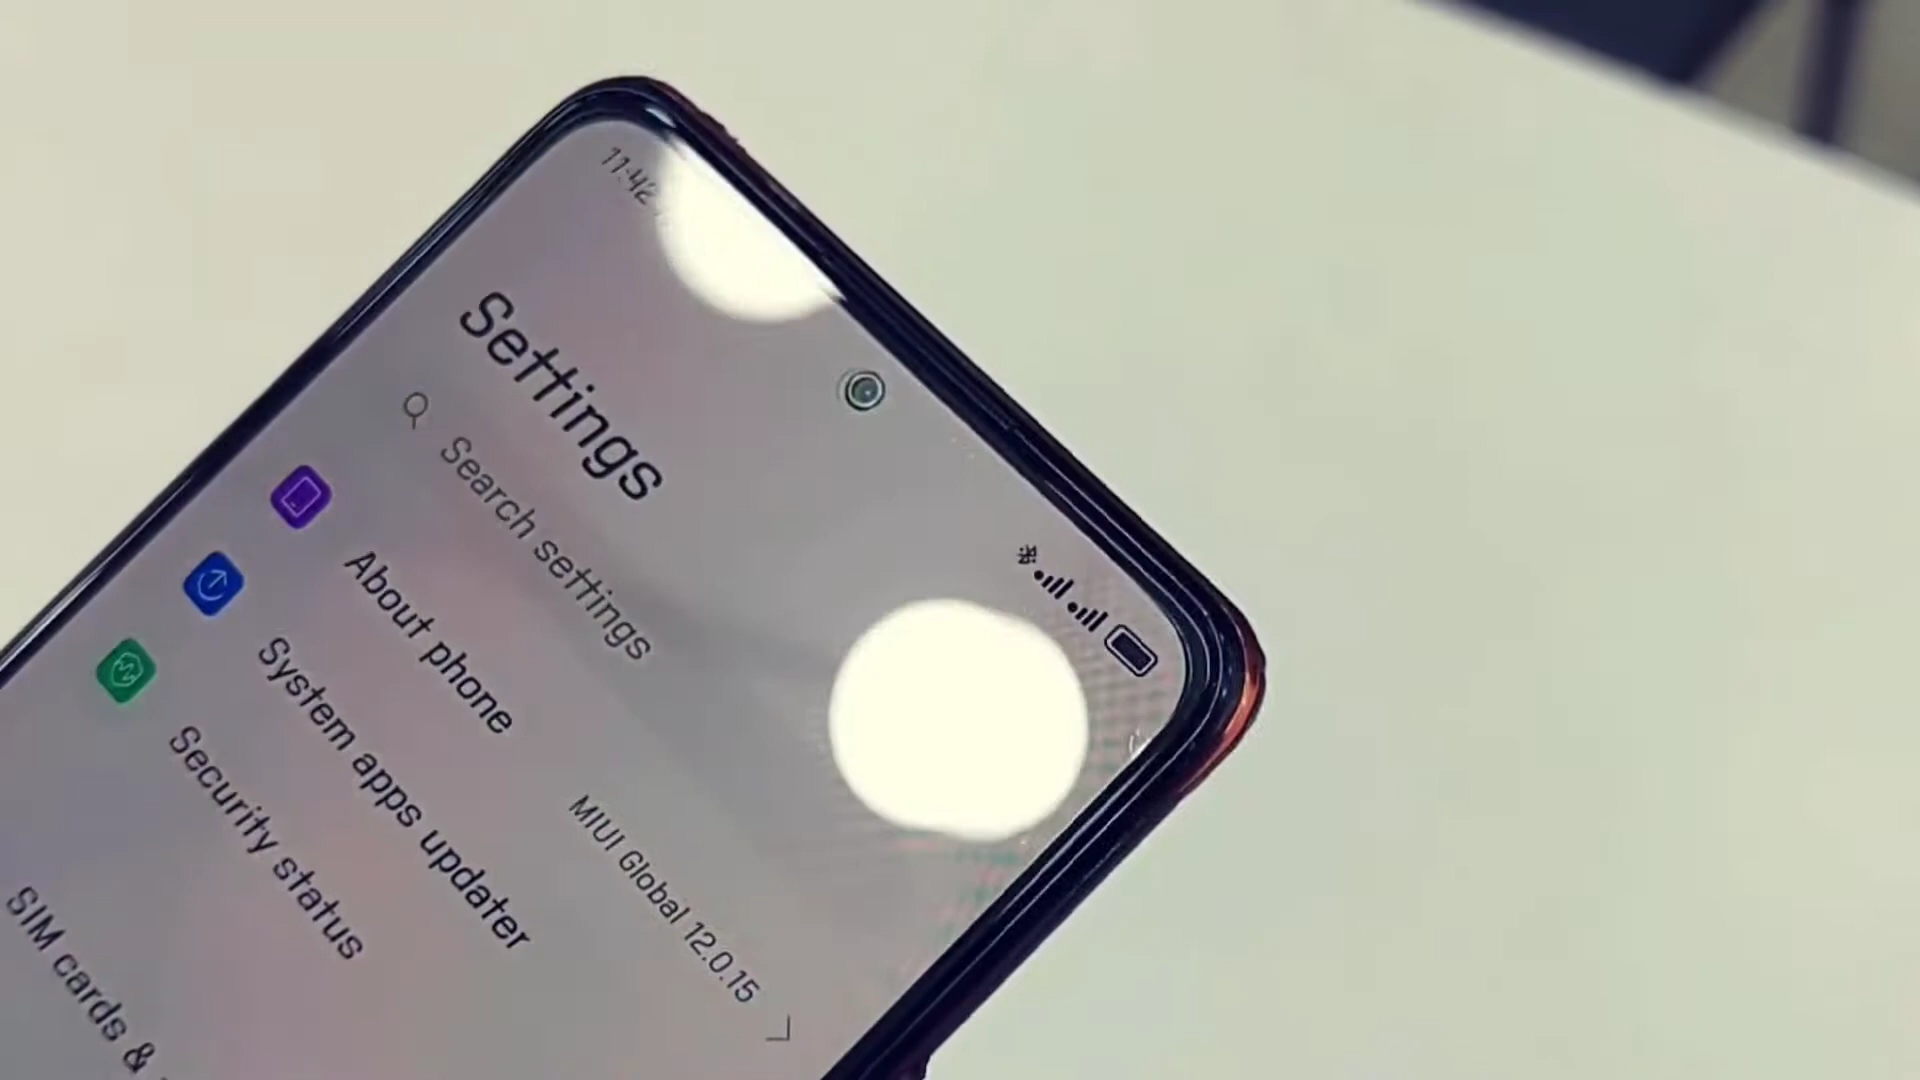 11:42
Settings
Search settings
About phone
MIUI Global 12.0.15
System apps updater
Security status
SIM cards &